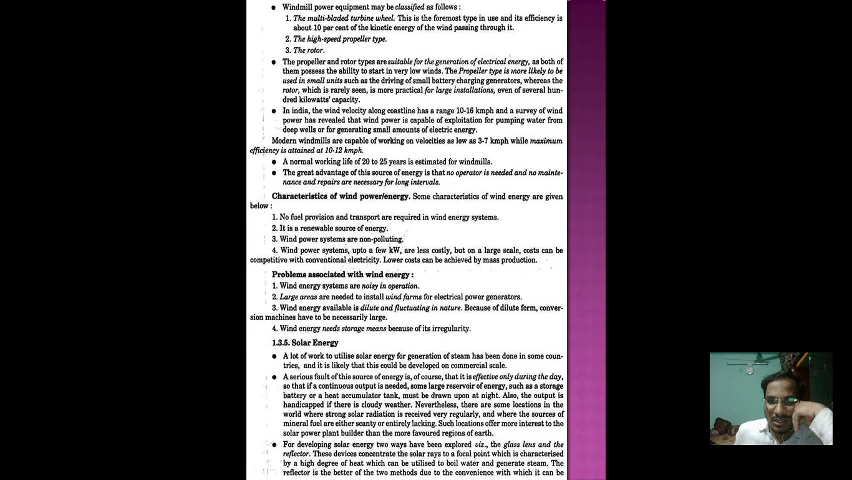 ● Windmill power equipment may be classified as follows :
1. The multi-bladed turbine wheel. This is the foremost type in use and its efficiency is
about 10 per cent of the kinetic energy of the wind passing through it.
2. The high-speed propeller type.
3. The rotor.
● The propeller and rotor types are suitable for the generation of electrical energy, as both of
them possess the ability to start in very low winds. The Propeller type is more likely to be
used in small units such as the driving of small battery charging generators, whereas the
rotor, which is rarely seen, is more practical for large installations, even of several hun-
dred kilowatts' capacity.
● In india, the wind velocity along coastline has a range 10-16 kmph and a survey of wind
power has revealed that wind power is capable of exploitation for pumping water from
deep wells or for generating small amounts of electric energy.
Modern windmills are capable of working on velocities as low as 3-7 kmph while maximum
efficiency is attained at 10-12 kmph.
● A normal working life of 20 to 25 years is estimated for windmills.
● The great advantage of this source of energy is that no operator is needed and no mainte-
nance and repairs are necessary for long intervals.
Characteristics of wind power/energy. Some characteristics of wind energy are given
below :
1. No fuel provision and transport are required in wind energy systems.
2. It is a renewable source of energy.
3. Wind power systems are non-polluting.
4. Wind power systems, upto a few kW, are less costly, but on a large scale, costs can be
competitive with conventional electricity. Lower costs can be achieved by mass production.
Problems associated with wind energy :
1. Wind energy systems are noisy in operation.
2. Large areas are needed to install wind farms for electrical power generators.
3. Wind energy available is dilute and fluctuating in nature. Because of dilute form, conver-
sion machines have to be necessarily large.
4. Wind energy needs storage means because of its irregularity.
1.3.5. Solar Energy
● A lot of work to utilise solar energy for generation of steam has been done in some coun-
tries, and it is likely that this could be developed on commercial scale.
● A serious fault of this source of energy is, of course, that it is effective only during the day,
so that if a continuous output is needed, some large reservoir of energy, such as a storage
battery or a heat accumulator tank, must be drawn upon at night. Also, the output is
handicapped if there is cloudy weather. Nevertheless, there are some locations in the
world where strong solar radiation is received very regularly, and where the sources of
mineral fuel are either scanty or entirely lacking. Such locations offer more interest to the
solar power plant builder than the more favoured regions of earth.
● For developing solar energy two ways have been explored viz., the glass lens and the
reflector. These devices concentrate the solar rays to a focal point which is characterised
by a high degree of heat which can be utilised to boil water and generate steam. The
reflector is the better of the two methods due to the convenience with which it can be